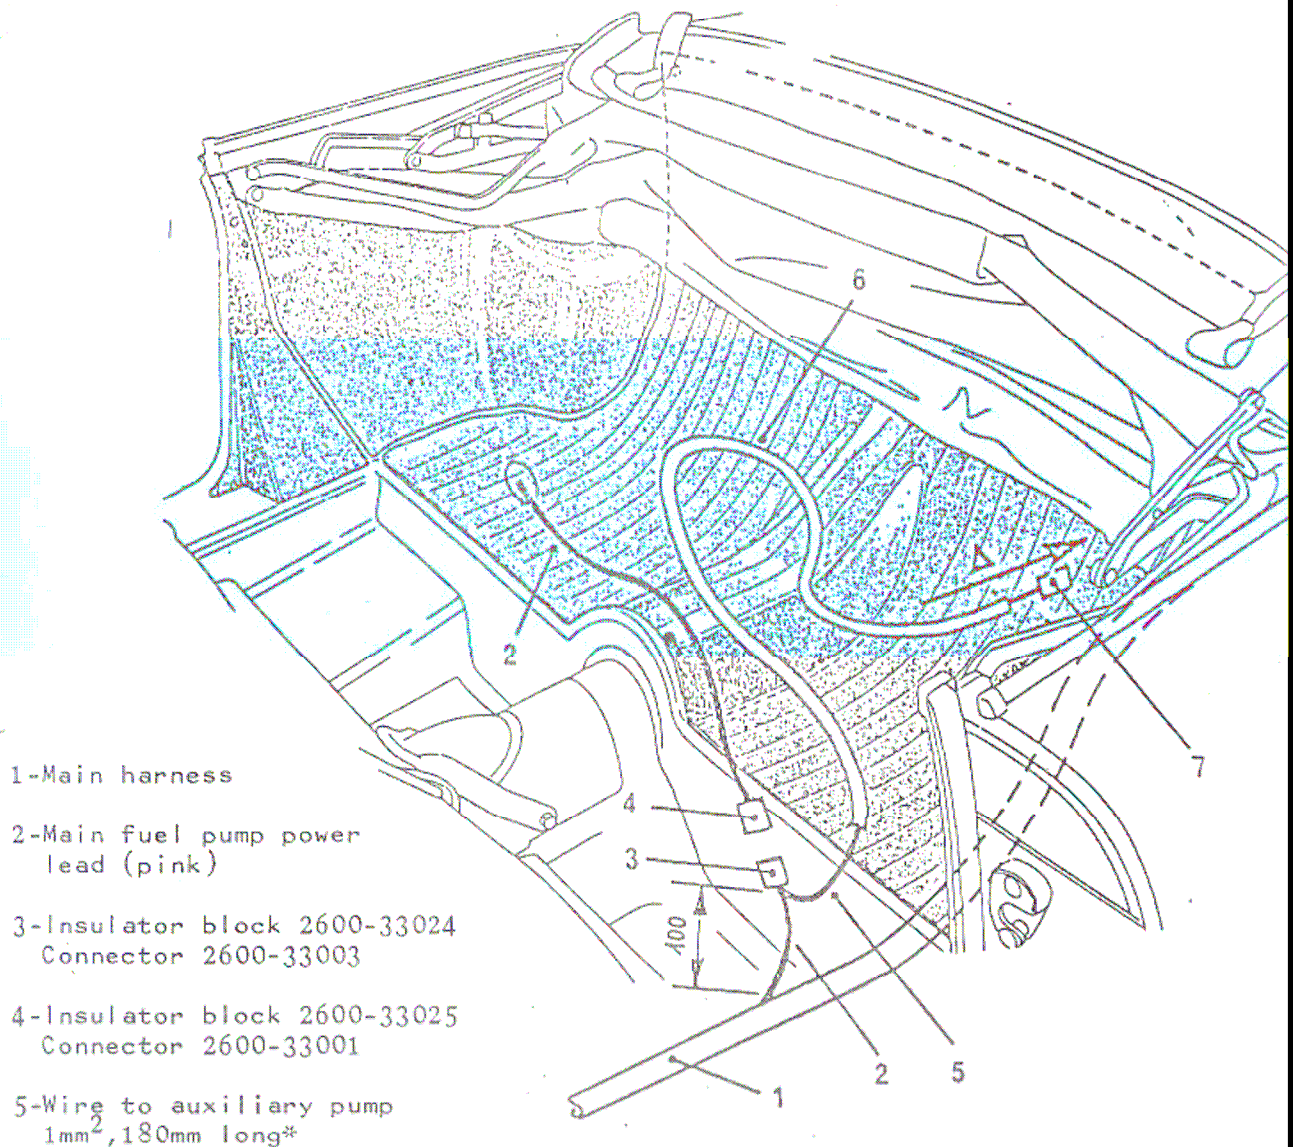 6
2
7
4
3
100
2
5
1
1-Main harness
2-Main fuel pump power
lead (pink)
3-Insulator block 2600-33024
Connector 2600-33003
4-Insulator block 2600-33025
Connector 2600-33001
5-Wire to auxiliary pump
1mm²,180mm long*